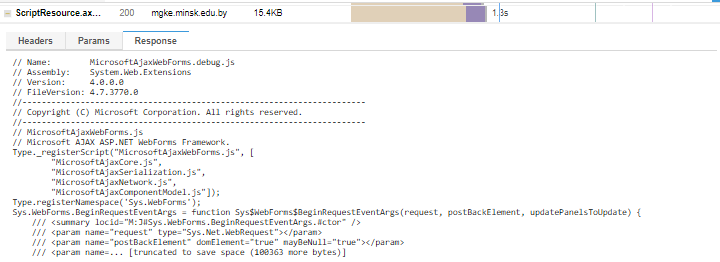 ScriptResource.ax... 200 mgke.minsk.edu.by 15.4KB 1.3s
Headers Params Response
// Name:        MicrosoftAjaxWebForms.debug.js
// Assembly:    System.Web.Extensions
// Version:     4.0.0.0
// FileVersion: 4.7.3770.0
//-----------------------------------------------------------------------
// Copyright (C) Microsoft Corporation. All rights reserved.
//-----------------------------------------------------------------------
// MicrosoftAjaxWebForms.js
// Microsoft AJAX ASP.NET WebForms Framework.
Type._registerScript("MicrosoftAjaxWebForms.js", [
        "MicrosoftAjaxCore.js",
        "MicrosoftAjaxSerialization.js",
        "MicrosoftAjaxNetwork.js",
        "MicrosoftAjaxComponentModel.js"]);
Type.registerNamespace('Sys.WebForms');
Sys.WebForms.BeginRequestEventArgs = function Sys$WebForms$BeginRequestEventArgs(request, postBackElement, updatePanelsToUpdate) {
    /// <summary locid="M:J#Sys.WebForms.BeginRequestEventArgs.#ctor" />
    /// <param name="request" type="Sys.Net.WebRequest"></param>
    /// <param name="postBackElement" domElement="true" mayBeNull="true"></param>
    /// <param name=... [truncated to save space (100363 more bytes)]